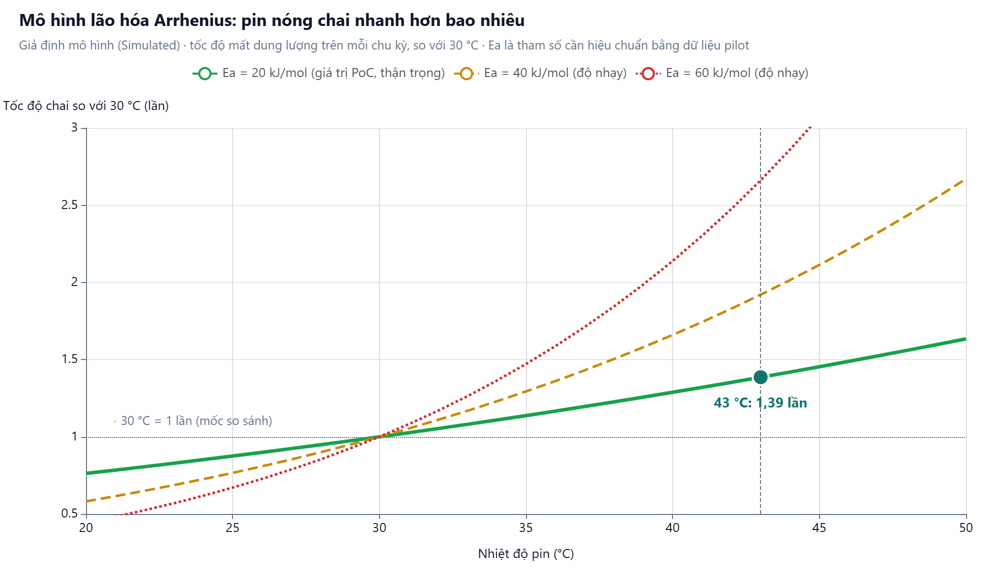 Mô hình lão hóa Arrhenius: pin nóng chai nhanh hơn bao nhiêu
Giả định mô hình (Simulated) · tốc độ mất dung lượng trên mỗi chu kỳ, so với 30 °C · Ea là tham số cần hiệu chuẩn bằng dữ liệu pilot
Ea = 20 kJ/mol (giá trị PoC, thận trọng) Ea = 40 kJ/mol (độ nhạy) Ea = 60 kJ/mol (độ nhạy)
Tốc độ chai so với 30 °C (lần)
3
2.5
2
1.5
43 °C: 1,39 lần
· 30 °C = 1 lần (mốc so sánh)
1
0.5
20 25 30 35 40 45 50
Nhiệt độ pin (°C)